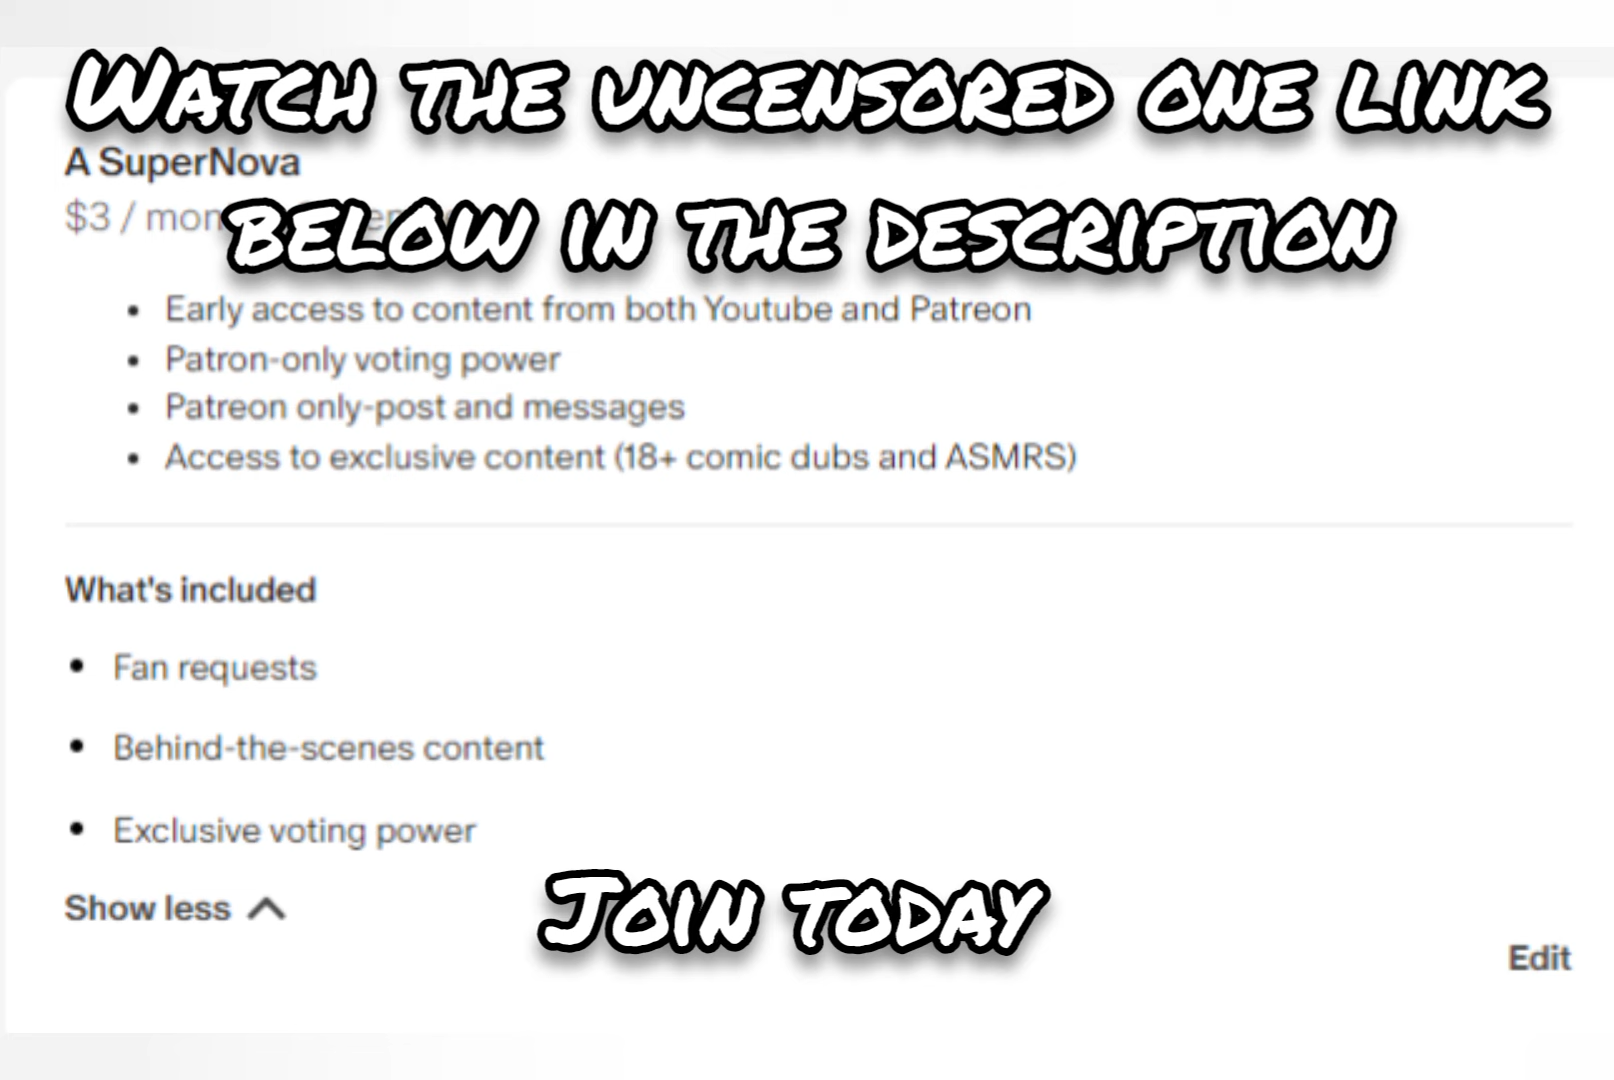 WATCH THE UNCENSORED ONE LINK
A SuperNova
$3 / mon
BELOW IN THE DESCRIPTION
• Early access to content from both Youtube and Patreon
• Patron-only voting power
• Patreon only-post and messages
• Access to exclusive content (18+ comic dubs and ASMRS)
What's included
• Fan requests
• Behind-the-scenes content
• Exclusive voting power
Show less
JOIN TODAY
Edit